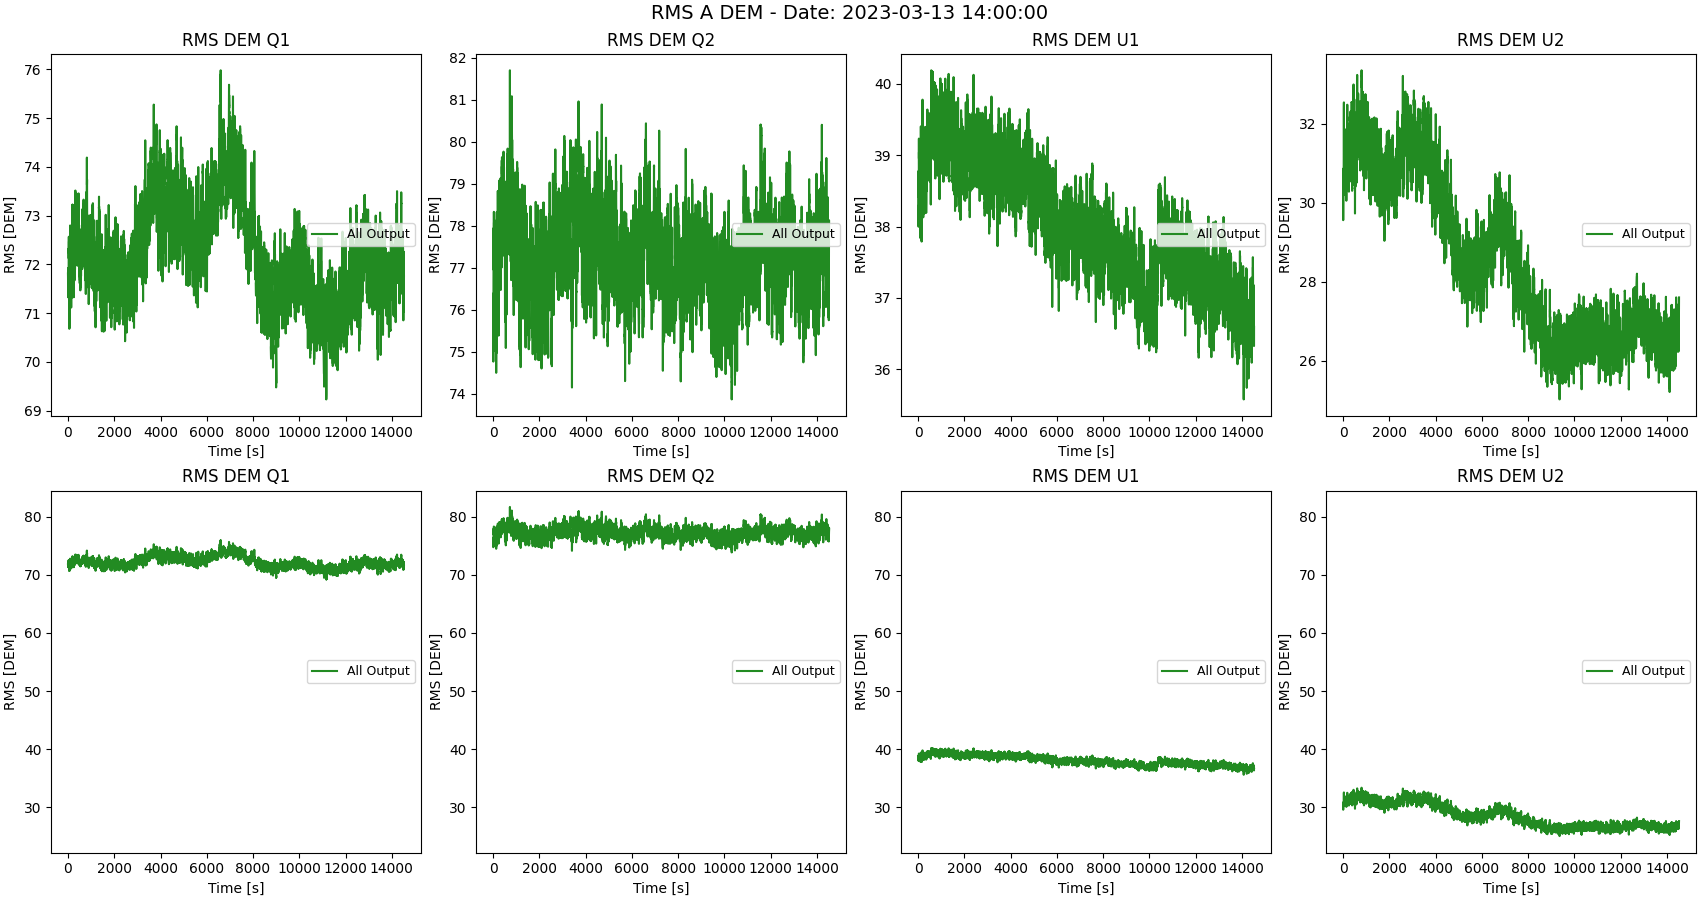 RMS A DEM - Date: 2023-03-13 14:00:00
RMS DEM Q1
RMS [DEM]
76
75
74
73
72
71
70
69
All Output
0 2000 4000 6000 8000 10000 12000 14000
Time [s]
RMS DEM Q2
RMS [DEM]
82
81
80
79
78
77
76
75
74
All Output
0 2000 4000 6000 8000 10000 12000 14000
Time [s]
RMS DEM U1
RMS [DEM]
40
39
38
37
36
All Output
0 2000 4000 6000 8000 10000 12000 14000
Time [s]
RMS DEM U2
RMS [DEM]
32
30
28
26
All Output
0 2000 4000 6000 8000 10000 12000 14000
Time [s]
RMS DEM Q1
RMS [DEM]
80
70
60
50
40
30
All Output
0 2000 4000 6000 8000 10000 12000 14000
Time [s]
RMS DEM Q2
RMS [DEM]
80
70
60
50
40
30
All Output
0 2000 4000 6000 8000 10000 12000 14000
Time [s]
RMS DEM U1
RMS [DEM]
80
70
60
50
40
30
All Output
0 2000 4000 6000 8000 10000 12000 14000
Time [s]
RMS DEM U2
RMS [DEM]
80
70
60
50
40
30
All Output
0 2000 4000 6000 8000 10000 12000 14000
Time [s]